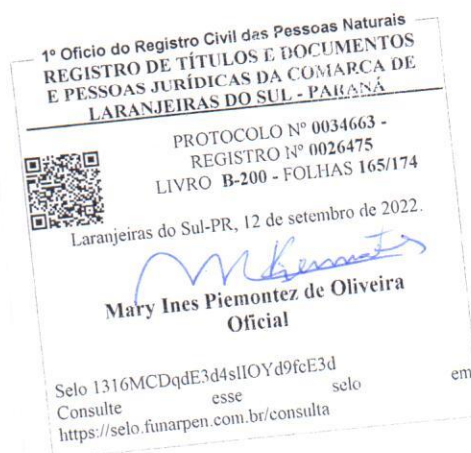 1º Oficio do Registro Civil das Pessoas Naturais
REGISTRO DE TÍTULOS E DOCUMENTOS
E PESSOAS JURÍDICAS DA COMARCA DE
LARANJEIRAS DO SUL - PARANÁ
PROTOCOLO Nº 0034663 -
REGISTRO Nº 0026475
LIVRO B-200 - FOLHAS 165/174
Laranjeiras do Sul-PR, 12 de setembro de 2022.
Mary Ines Piemontez de Oliveira
Oficial
Selo 1316MCDqdE3d4slIOYd9fcE3d
Consulte esse selo em
https://selo.funarpen.com.br/consulta